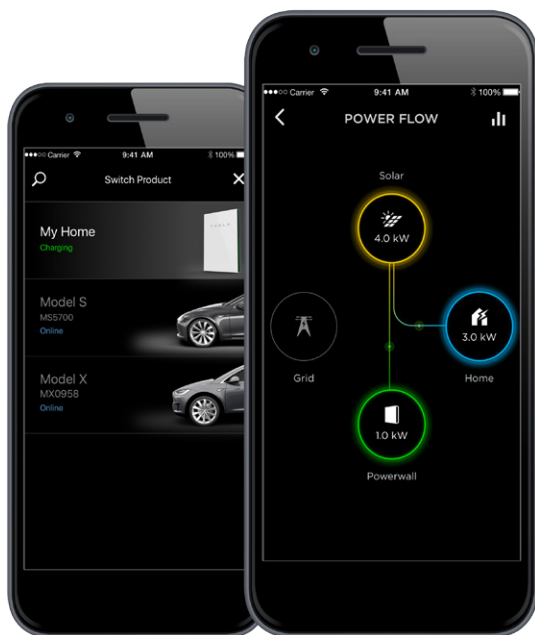 Carrier 9:41 AM 100%
Switch Product
My Home
Charging
TESLA
Model S
MS5700
Online
Model X
MX0958
Online
Carrier 9:41 AM 100%
POWER FLOW
Solar
4.0 kW
3.0 kW
Grid
Home
1.0 kW
Powerwall